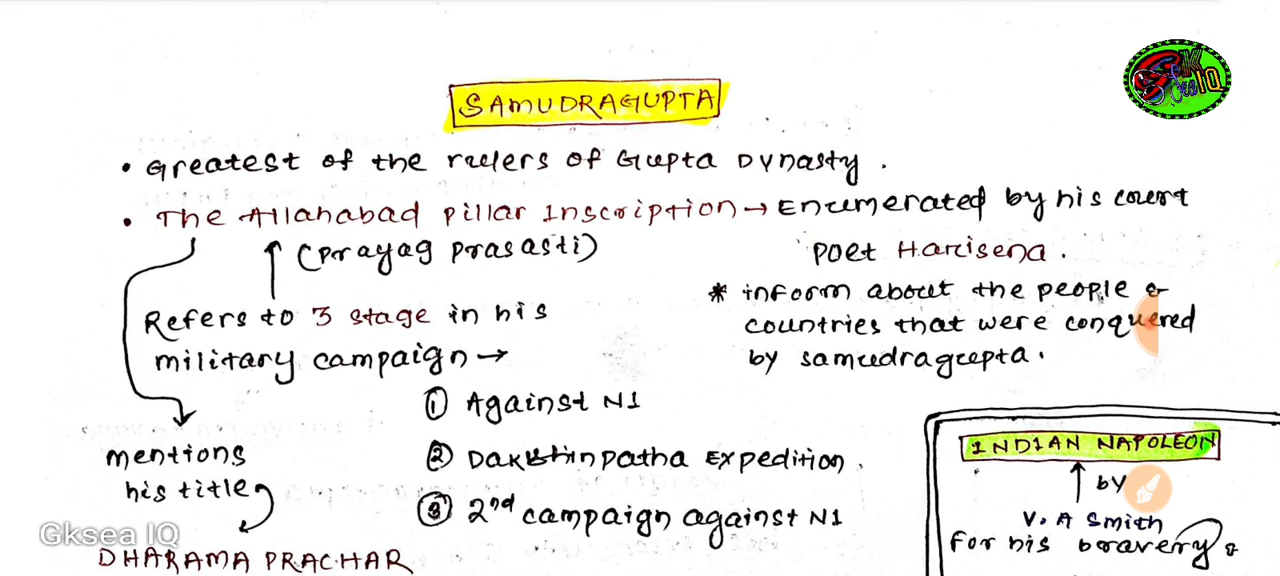 SAMUDRAGUPTA
• Greatest of the rulers of Gupta Dynasty.
• The Allahabad Pillar Inscription → Enumerated by his court
(Prayag Prasasti)
poet Harisena.
Refers to 3 stage in his
military campaign →
* inform about the people &
countries that were conquered
by samudragupta.
① Against NI
② Dakshinpatha Expedition.
③ 2nd campaign against NI
mentions
his title
DHARAMA PRACHAR
INDIAN NAPOLEON
by
V. A Smith
For his bravery &
Gksea IQ